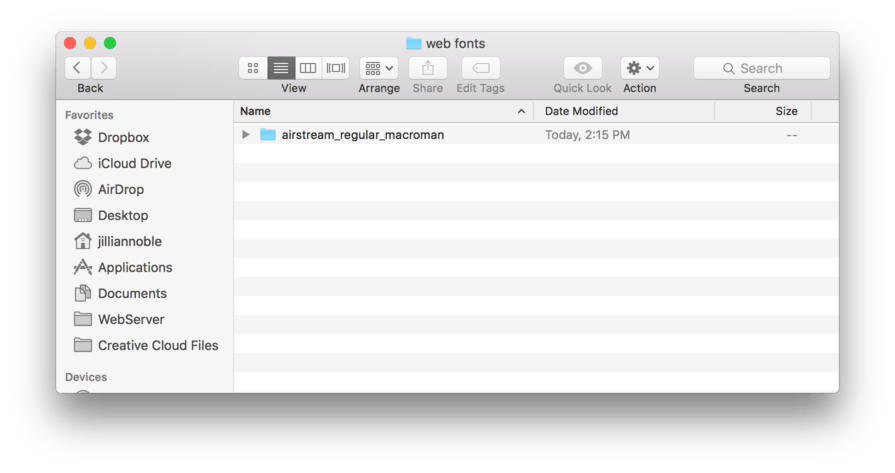 web fonts
Search
Back View Arrange Share Edit Tags Quick Look Action Search
Favorites
Dropbox
iCloud Drive
AirDrop
Desktop
jilliannoble
Applications
Documents
WebServer
Creative Cloud Files
Devices
Name Date Modified Size
airstream_regular_macroman Today, 2:15 PM --